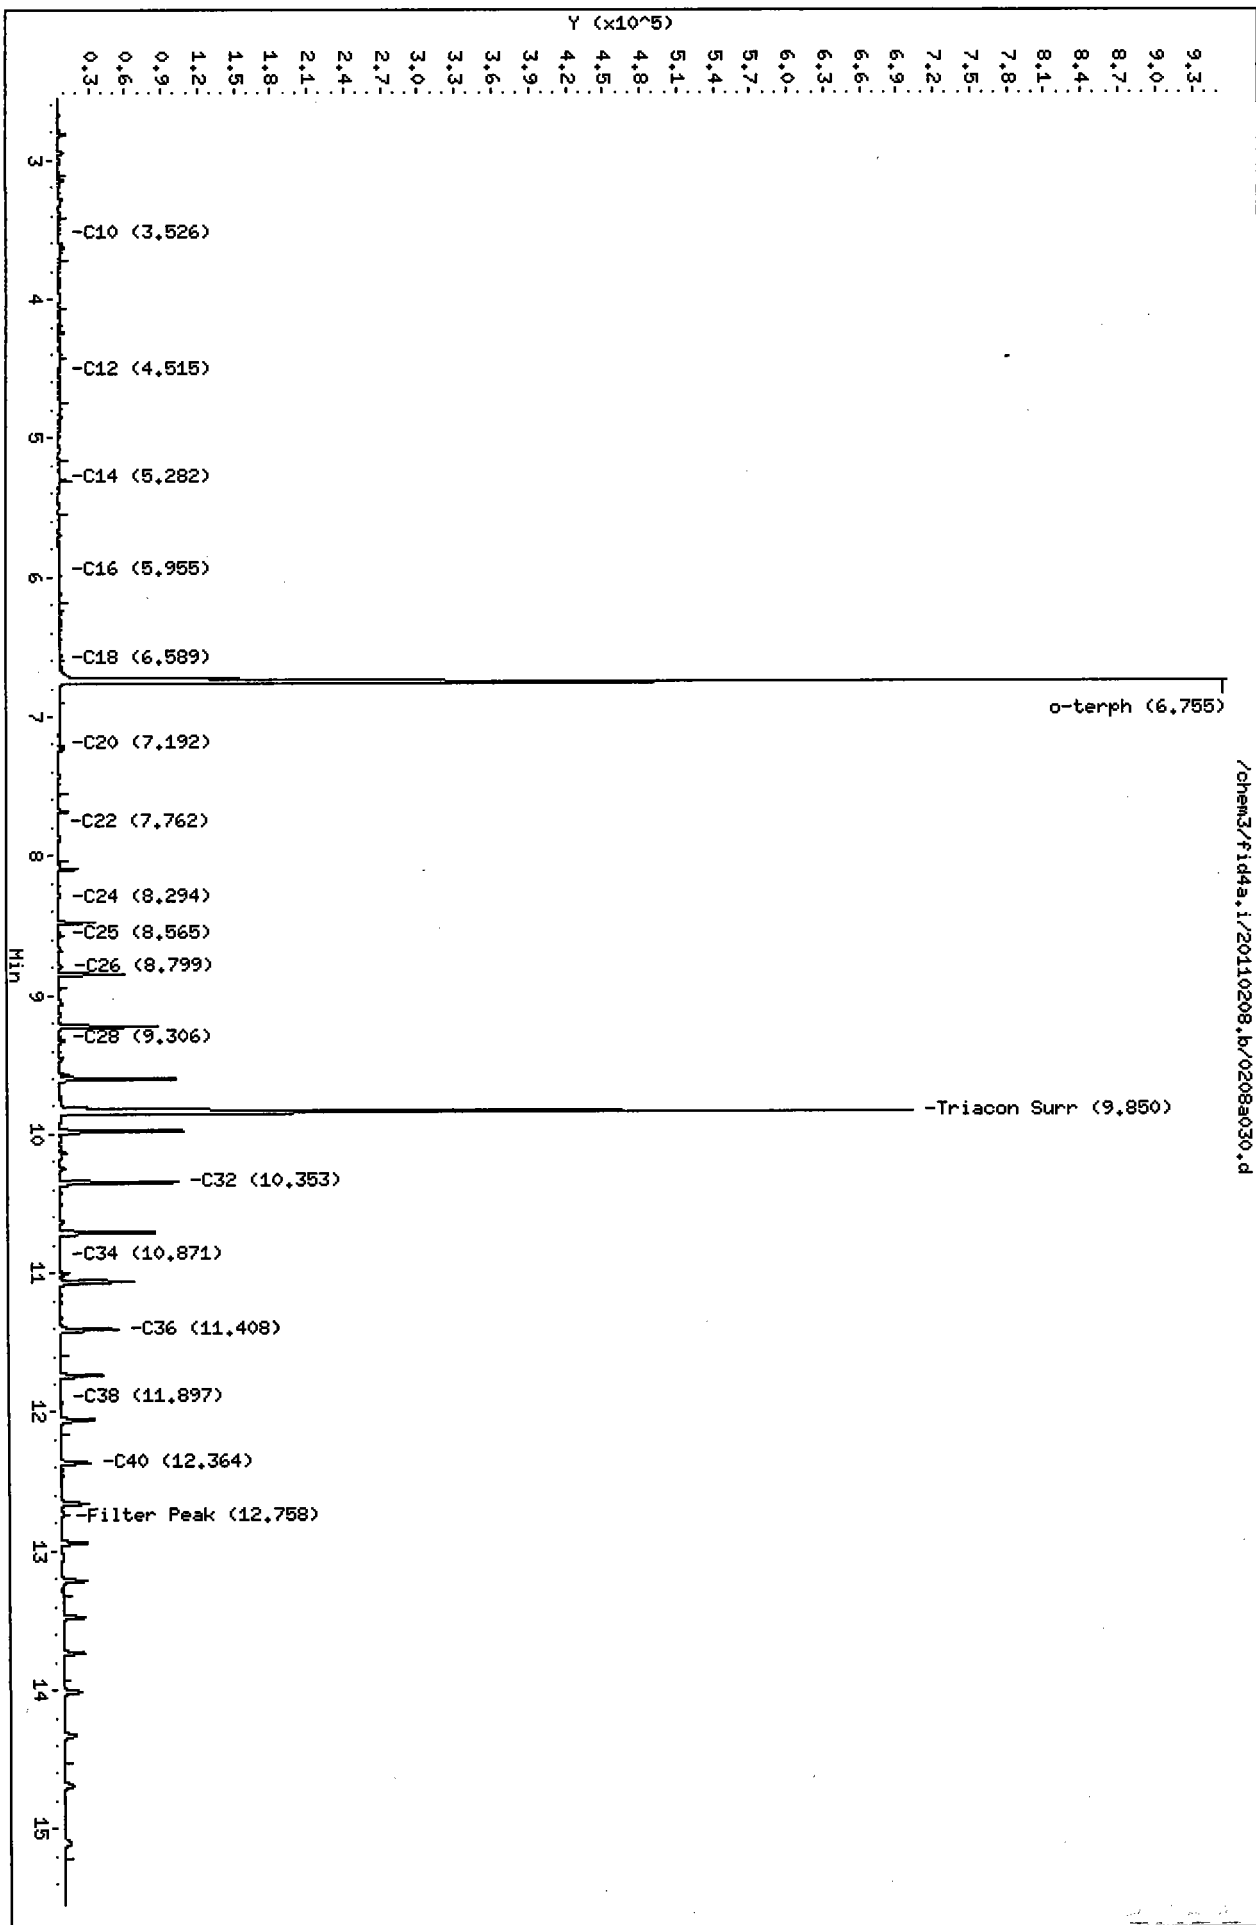 /chem3/fid4a.i/20110208.b/0208a030.d
Y (x10^5)
9.3
9.0
8.7
8.4
8.1
7.8
7.5
7.2
6.9
6.6
6.3
6.0
5.7
5.4
5.1
4.8
4.5
4.2
3.9
3.6
3.3
3.0
2.7
2.4
2.1
1.8
1.5
1.2
0.9
0.6
0.3
-C10 (3.526)
-C12 (4.515)
-C14 (5.282)
-C16 (5.955)
-C18 (6.589)
o-terph (6.755)
-C20 (7.192)
-C22 (7.762)
-C24 (8.294)
-C25 (8.565)
-C26 (8.799)
-C28 (9.306)
-Triacon Surr (9.850)
-C32 (10.353)
-C34 (10.871)
-C36 (11.408)
-C38 (11.897)
-C40 (12.364)
-Filter Peak (12.758)
3
4
5
6
7
8
9
10
11
12
13
14
15
Min